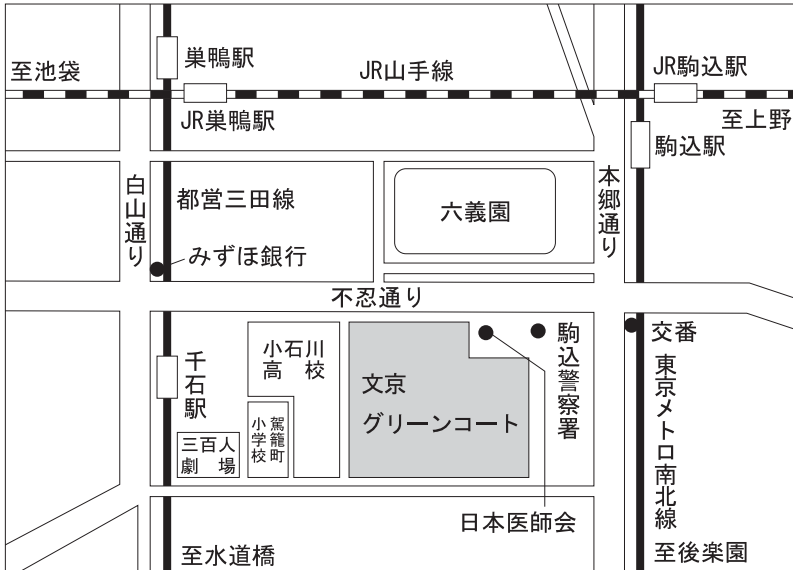 巣鴨駅
至池袋
JR山手線
JR駒込駅
JR巣鴨駅
至上野
駒込駅
白山通り
都営三田線
六義園
本郷通り
みずほ銀行
不忍通り
小石川
高校
千石駅
文京
グリーンコート
駒込警察署
交番
東京メトロ南北線
三百人
劇場
駕籠町
小学校
日本医師会
至水道橋
至後楽園